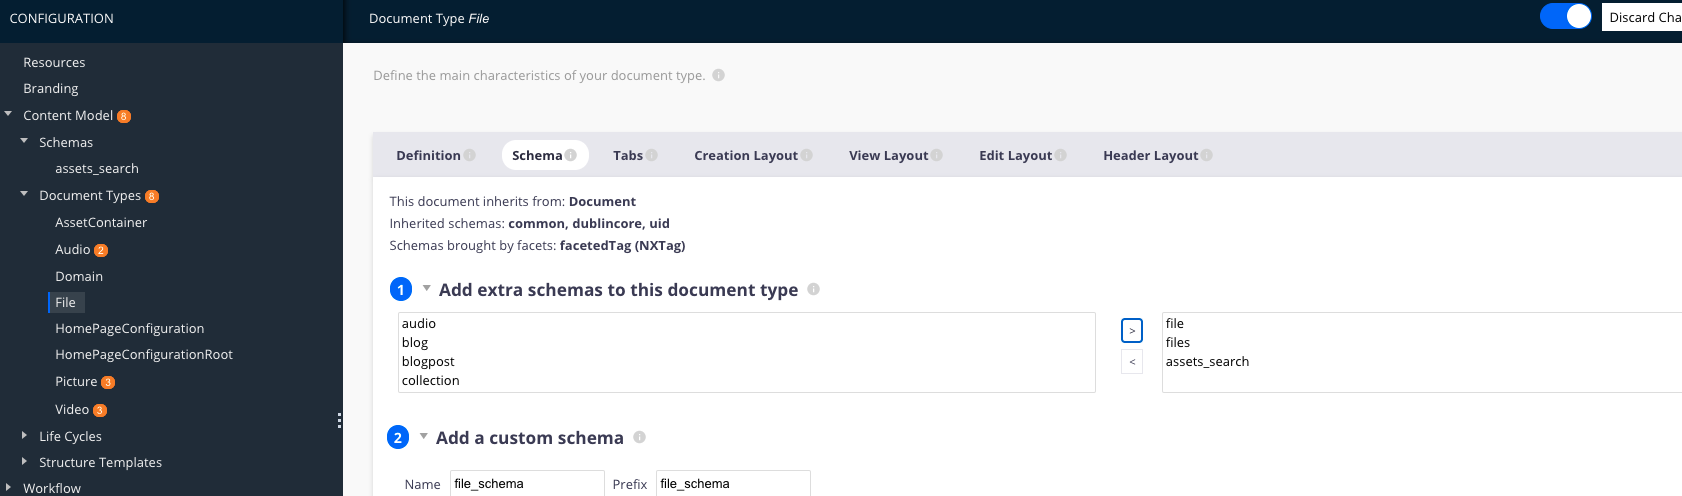 CONFIGURATION
Document Type File
Discard Cha
Resources
Branding
Content Model 8
Schemas
assets_search
Document Types 8
AssetContainer
Audio 2
Domain
File
HomePageConfiguration
HomePageConfigurationRoot
Picture 3
Video 3
Life Cycles
Structure Templates
Workflow
Define the main characteristics of your document type. i
Definition i Schema i Tabs i Creation Layout i View Layout i Edit Layout i Header Layout i
This document inherits from: Document
Inherited schemas: common, dublincore, uid
Schemas brought by facets: facetedTag (NXTag)
1 Add extra schemas to this document type i
audio
blog
blogpost
collection
>
<
file
files
assets_search
2 Add a custom schema i
Name file_schema Prefix file_schema